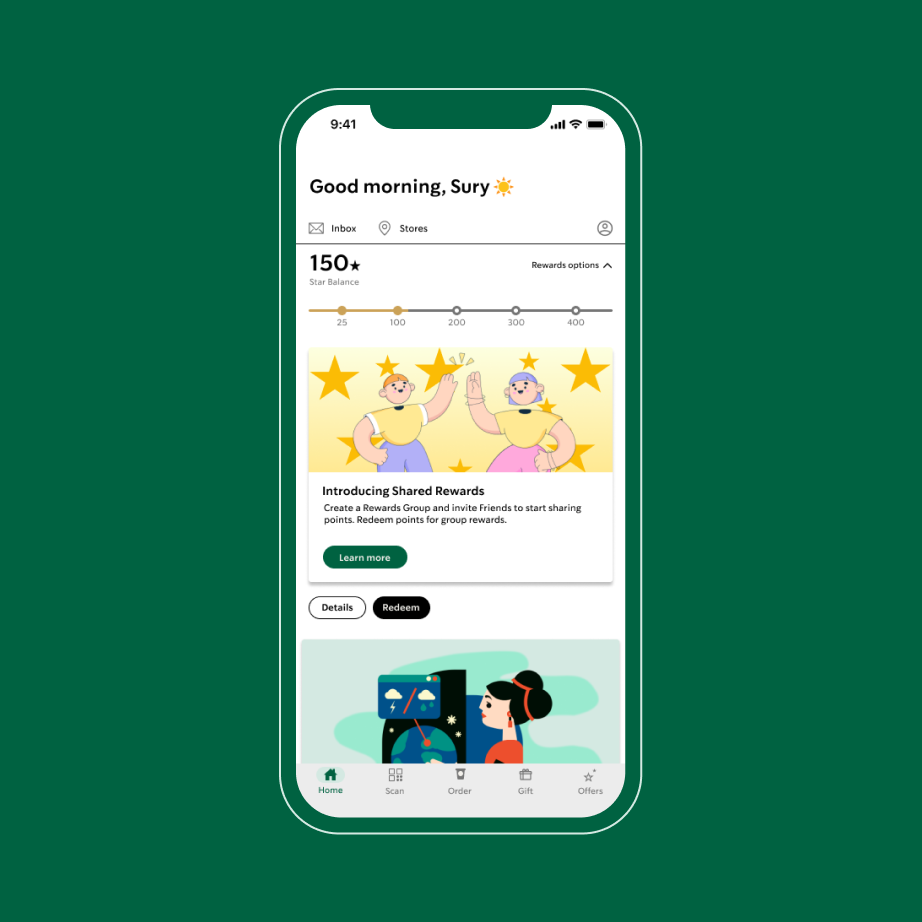 9:41
Good morning, Sury☀️
Inbox Stores
150★
Rewards options
Star Balance
25 100 200 300 400
Introducing Shared Rewards
Create a Rewards Group and invite Friends to start sharing
points. Redeem points for group rewards.
Learn more
Details Redeem
Home Scan Order Gift Offers